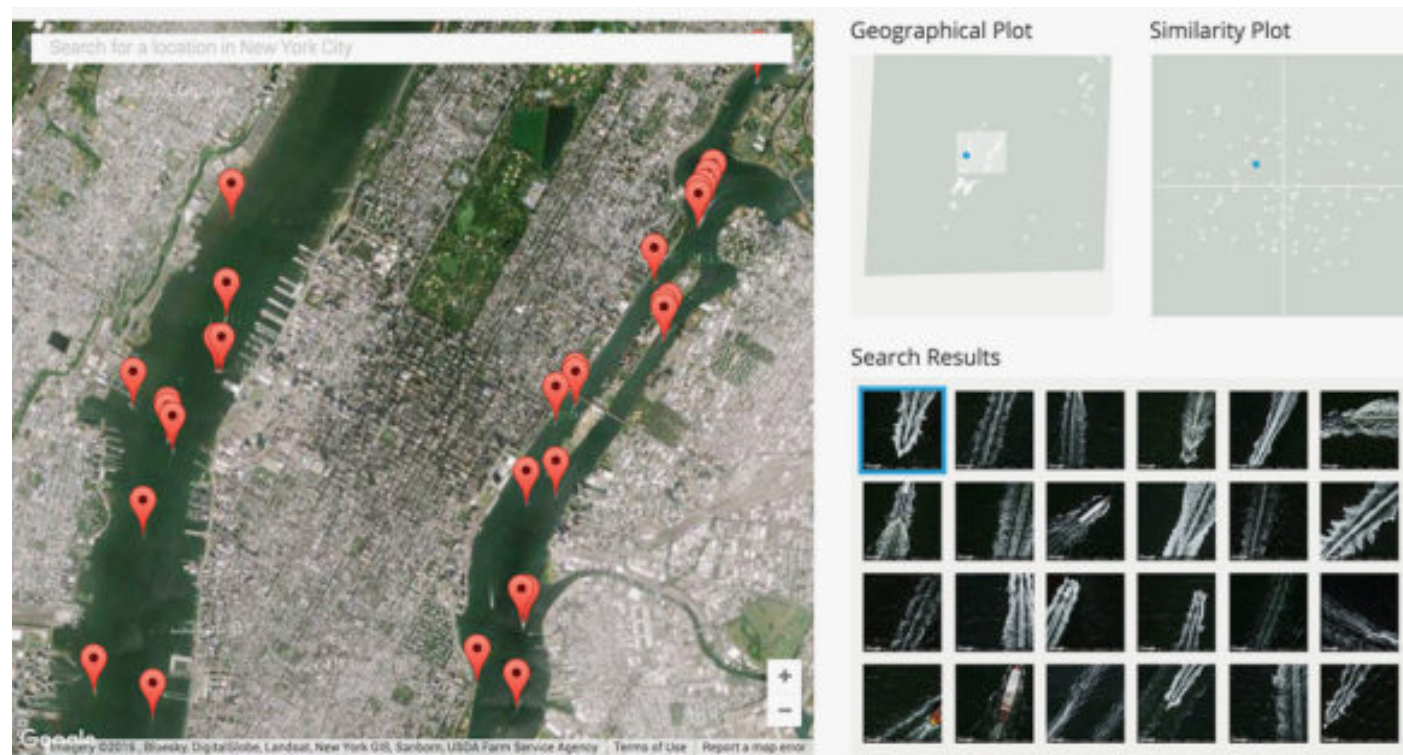 Search for a location in New York City
Geographical Plot
Similarity Plot
Search Results
+
−
Google
Imagery ©2016 , Bluesky, DigitalGlobe, Landsat, New York GIS, Sanborn, USDA Farm Service Agency
Terms of Use
Report a map error